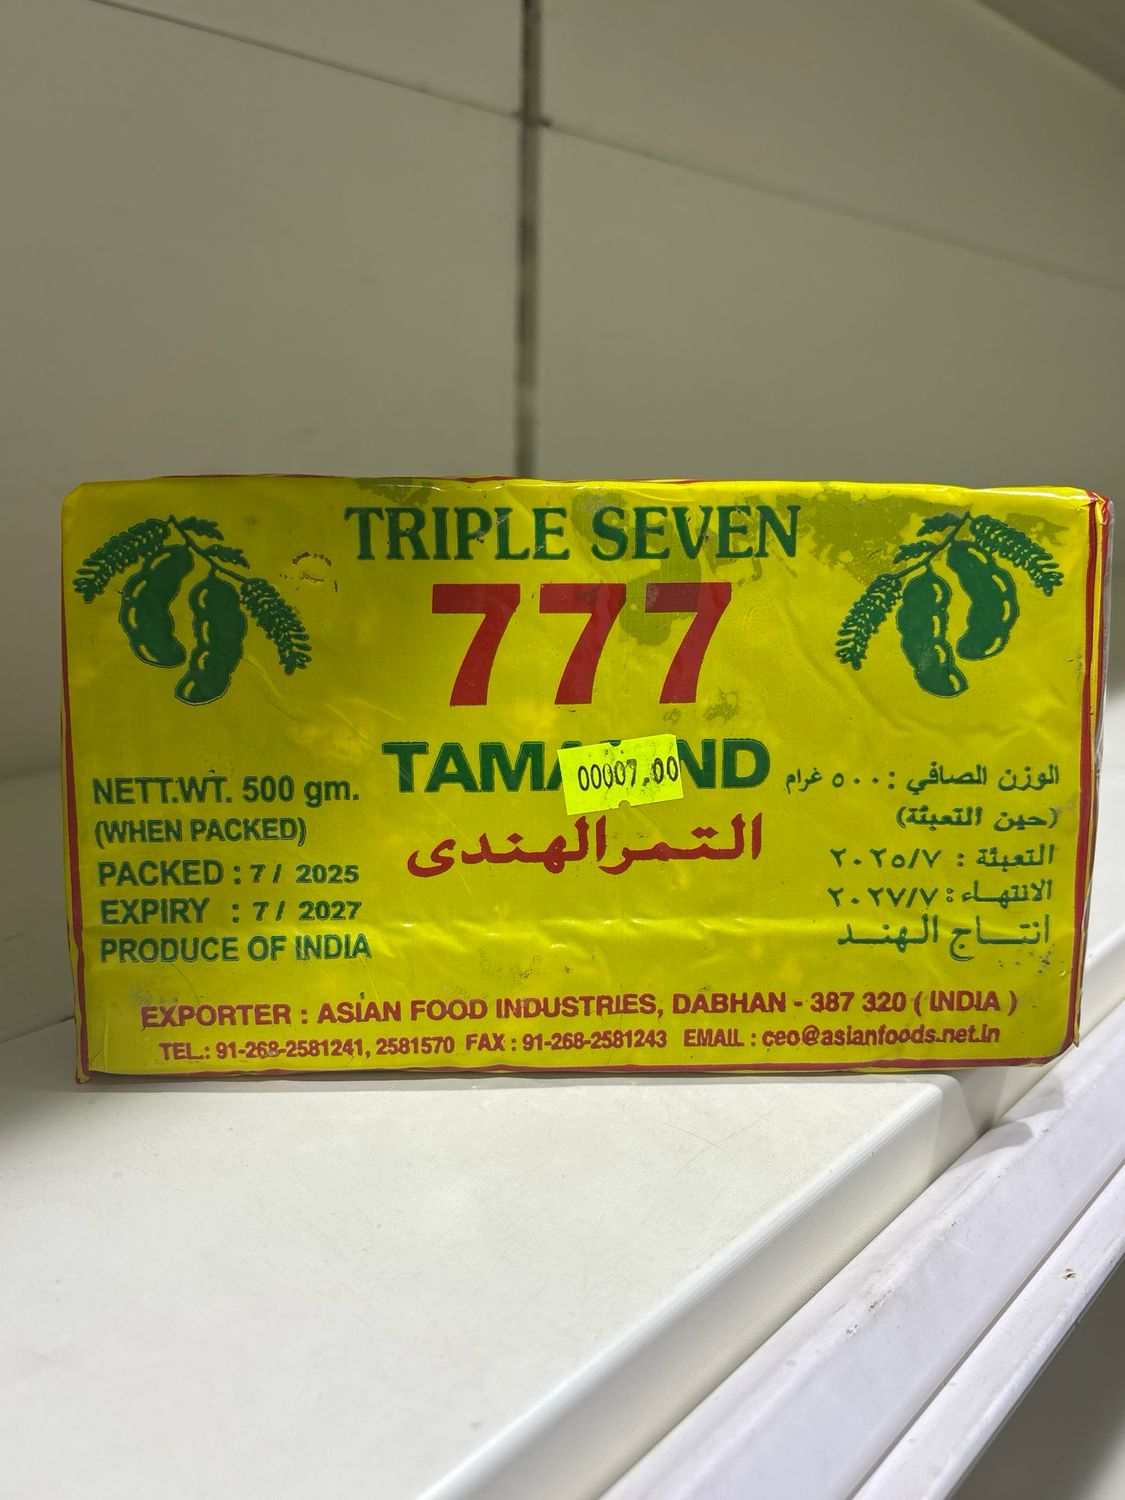 TRIPLE SEVEN
777
TAMA ND
00007.00
التمر الهندى
NETT.WT. 500 gm.
(WHEN PACKED)
PACKED : 7 / 2025
EXPIRY : 7 / 2027
PRODUCE OF INDIA
الوزن الصافي : ٥٠٠ غرام
(حين التعبئة)
التعبئة : ٢٠٢٥/٧
الانتهاء : ٢٠٢٧/٧
انتاج الهند
EXPORTER : ASIAN FOOD INDUSTRIES, DABHAN - 387 320 ( INDIA )
TEL.: 91-268-2581241, 2581570 FAX : 91-268-2581243 EMAIL : ceo@asianfoods.net.in